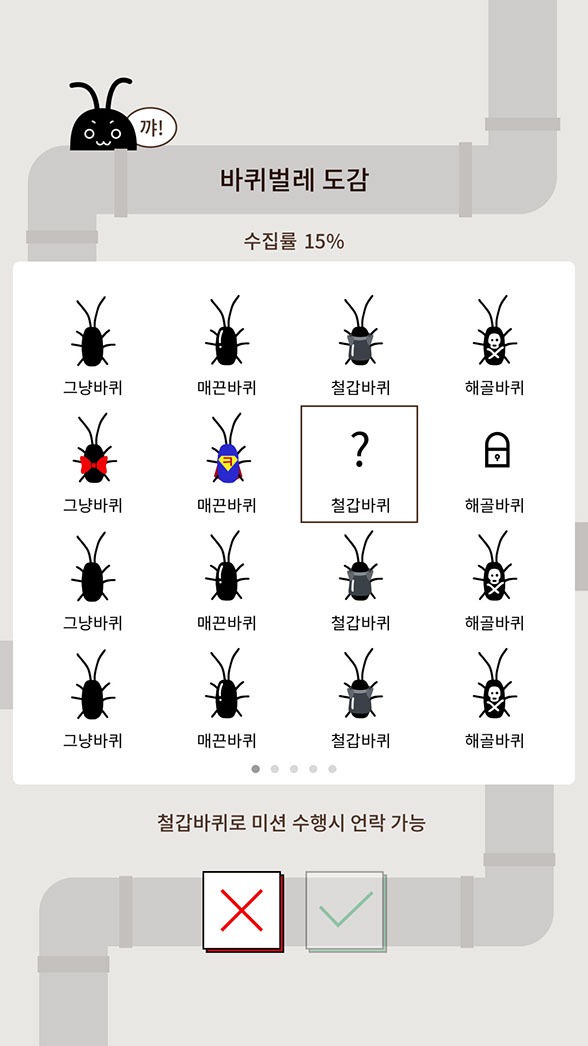 꺄!
바퀴벌레 도감
수집률 15%
그냥바퀴 매끈바퀴 철갑바퀴 해골바퀴
ㅋ
?
그냥바퀴 매끈바퀴 철갑바퀴 해골바퀴
그냥바퀴 매끈바퀴 철갑바퀴 해골바퀴
그냥바퀴 매끈바퀴 철갑바퀴 해골바퀴
철갑바퀴로 미션 수행시 언락 가능